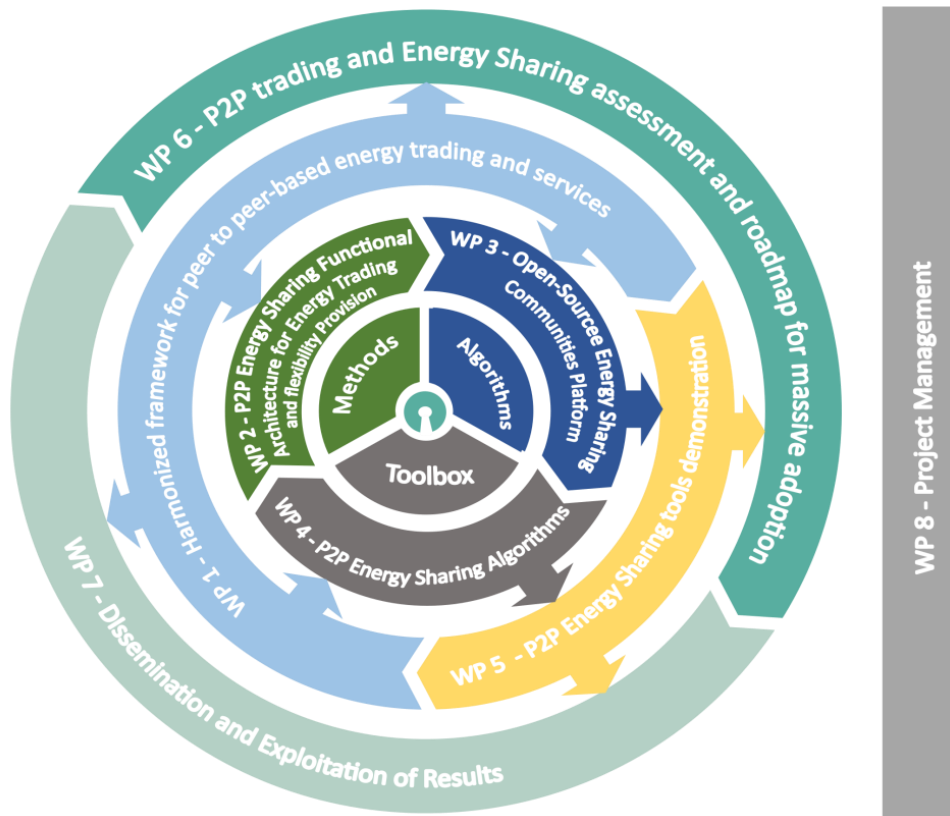 WP 6 - P2P trading and Energy Sharing assessment and roadmap for massive adoption
WP 1 - Harmonized framework for peer to peer-based energy trading and services
WP 2 - P2P Energy Sharing Functional
Architecture for Energy Trading
and flexibility Provision
WP 3 - Open-Sourcee Energy Sharing
Communities Platform
Methods
Algorithms
Toolbox
WP 4 - P2P Energy Sharing Algorithms
WP 5 - P2P Energy Sharing tools demonstration
WP 7 - DIssemination and Exploitation of Results
WP 8 - Project Management